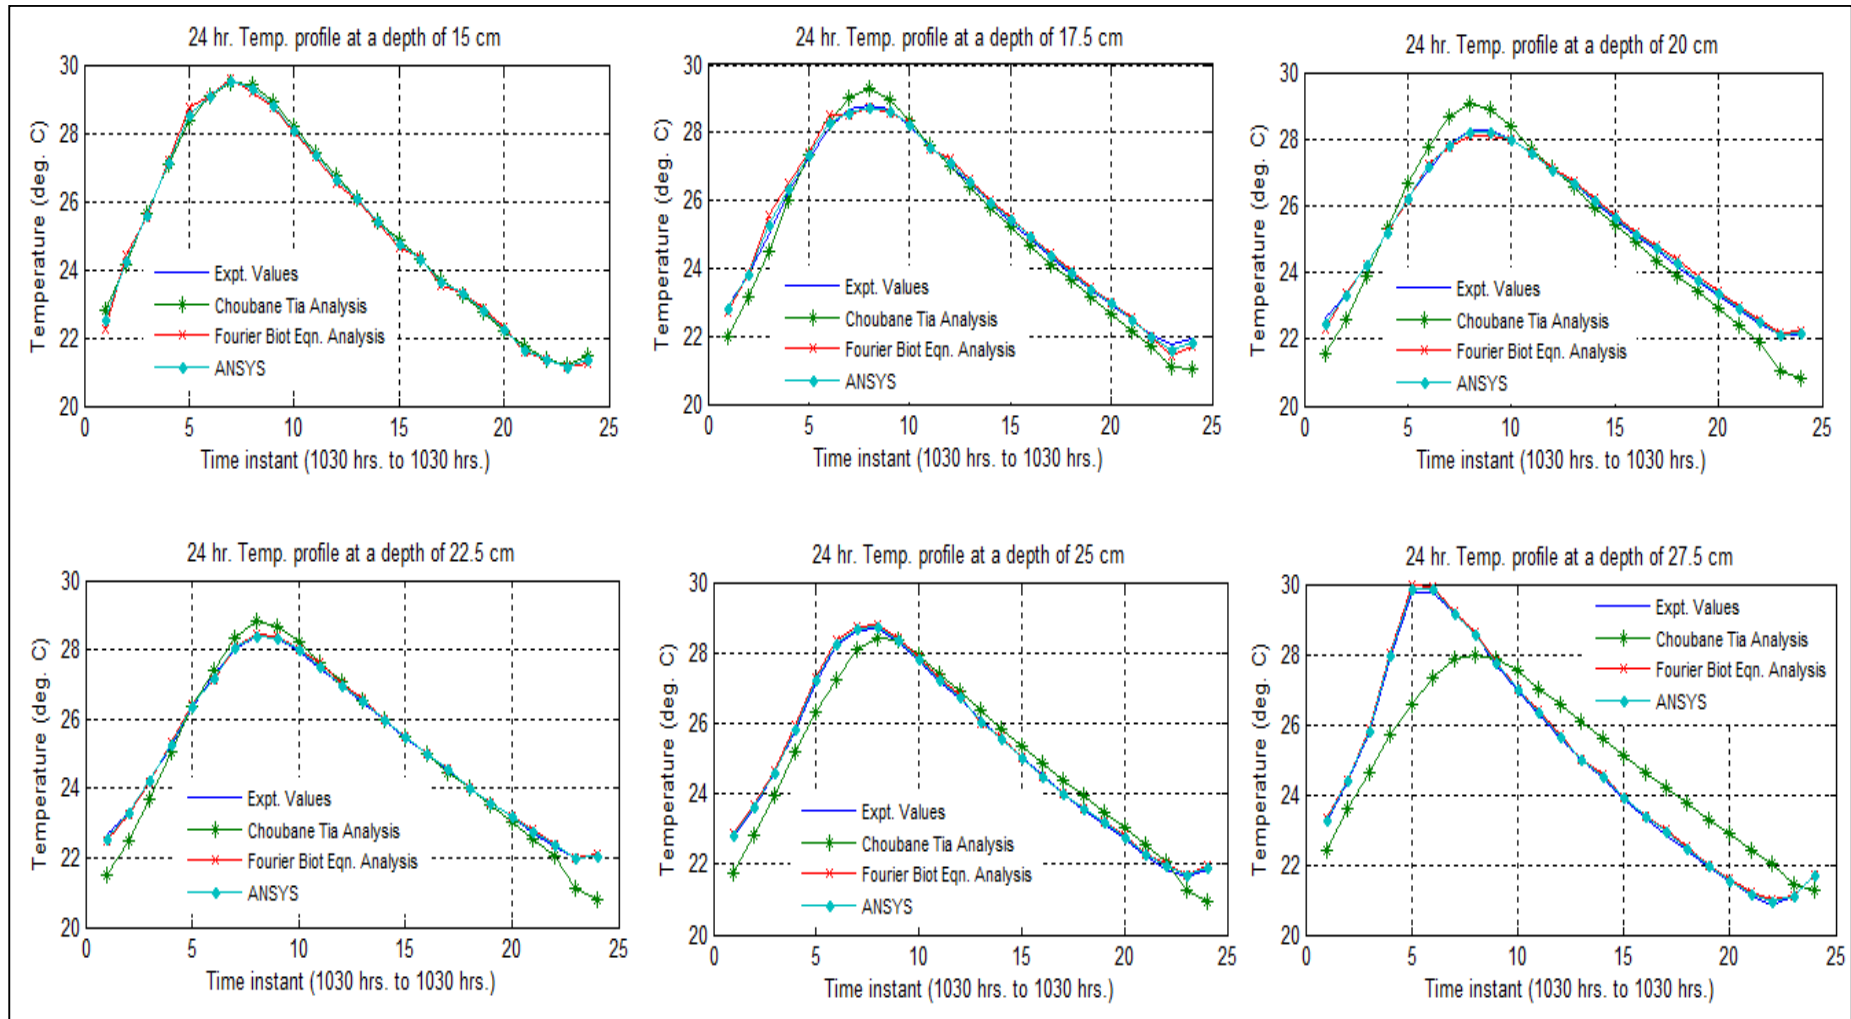 24 hr. Temp. profile at a depth of 15 cm
30
28
26
24
22
20
Temperature (deg. C)
Expt. Values
Choubane Tia Analysis
Fourier Biot Eqn. Analysis
ANSYS
0 5 10 15 20 25
Time instant (1030 hrs. to 1030 hrs.)
24 hr. Temp. profile at a depth of 17.5 cm
30
28
26
24
22
20
Temperature (deg. C)
Expt. Values
Choubane Tia Analysis
Fourier Biot Eqn. Analysis
ANSYS
0 5 10 15 20 25
Time instant (1030 hrs. to 1030 hrs.)
24 hr. Temp. profile at a depth of 20 cm
30
28
26
24
22
20
Temperature (deg. C)
Expt. Values
Choubane Tia Analysis
Fourier Biot Eqn. Analysis
ANSYS
0 5 10 15 20 25
Time instant (1030 hrs. to 1030 hrs.)
24 hr. Temp. profile at a depth of 22.5 cm
30
28
26
24
22
20
Temperature (deg. C)
Expt. Values
Choubane Tia Analysis
Fourier Biot Eqn. Analysis
ANSYS
0 5 10 15 20 25
Time instant (1030 hrs. to 1030 hrs.)
24 hr. Temp. profile at a depth of 25 cm
30
28
26
24
22
20
Temperature (deg. C)
Expt. Values
Choubane Tia Analysis
Fourier Biot Eqn. Analysis
ANSYS
0 5 10 15 20 25
Time instant (1030 hrs. to 1030 hrs.)
24 hr. Temp. profile at a depth of 27.5 cm
30
28
26
24
22
20
Temperature (deg. C)
Expt. Values
Choubane Tia Analysis
Fourier Biot Eqn. Analysis
ANSYS
0 5 10 15 20 25
Time instant (1030 hrs. to 1030 hrs.)